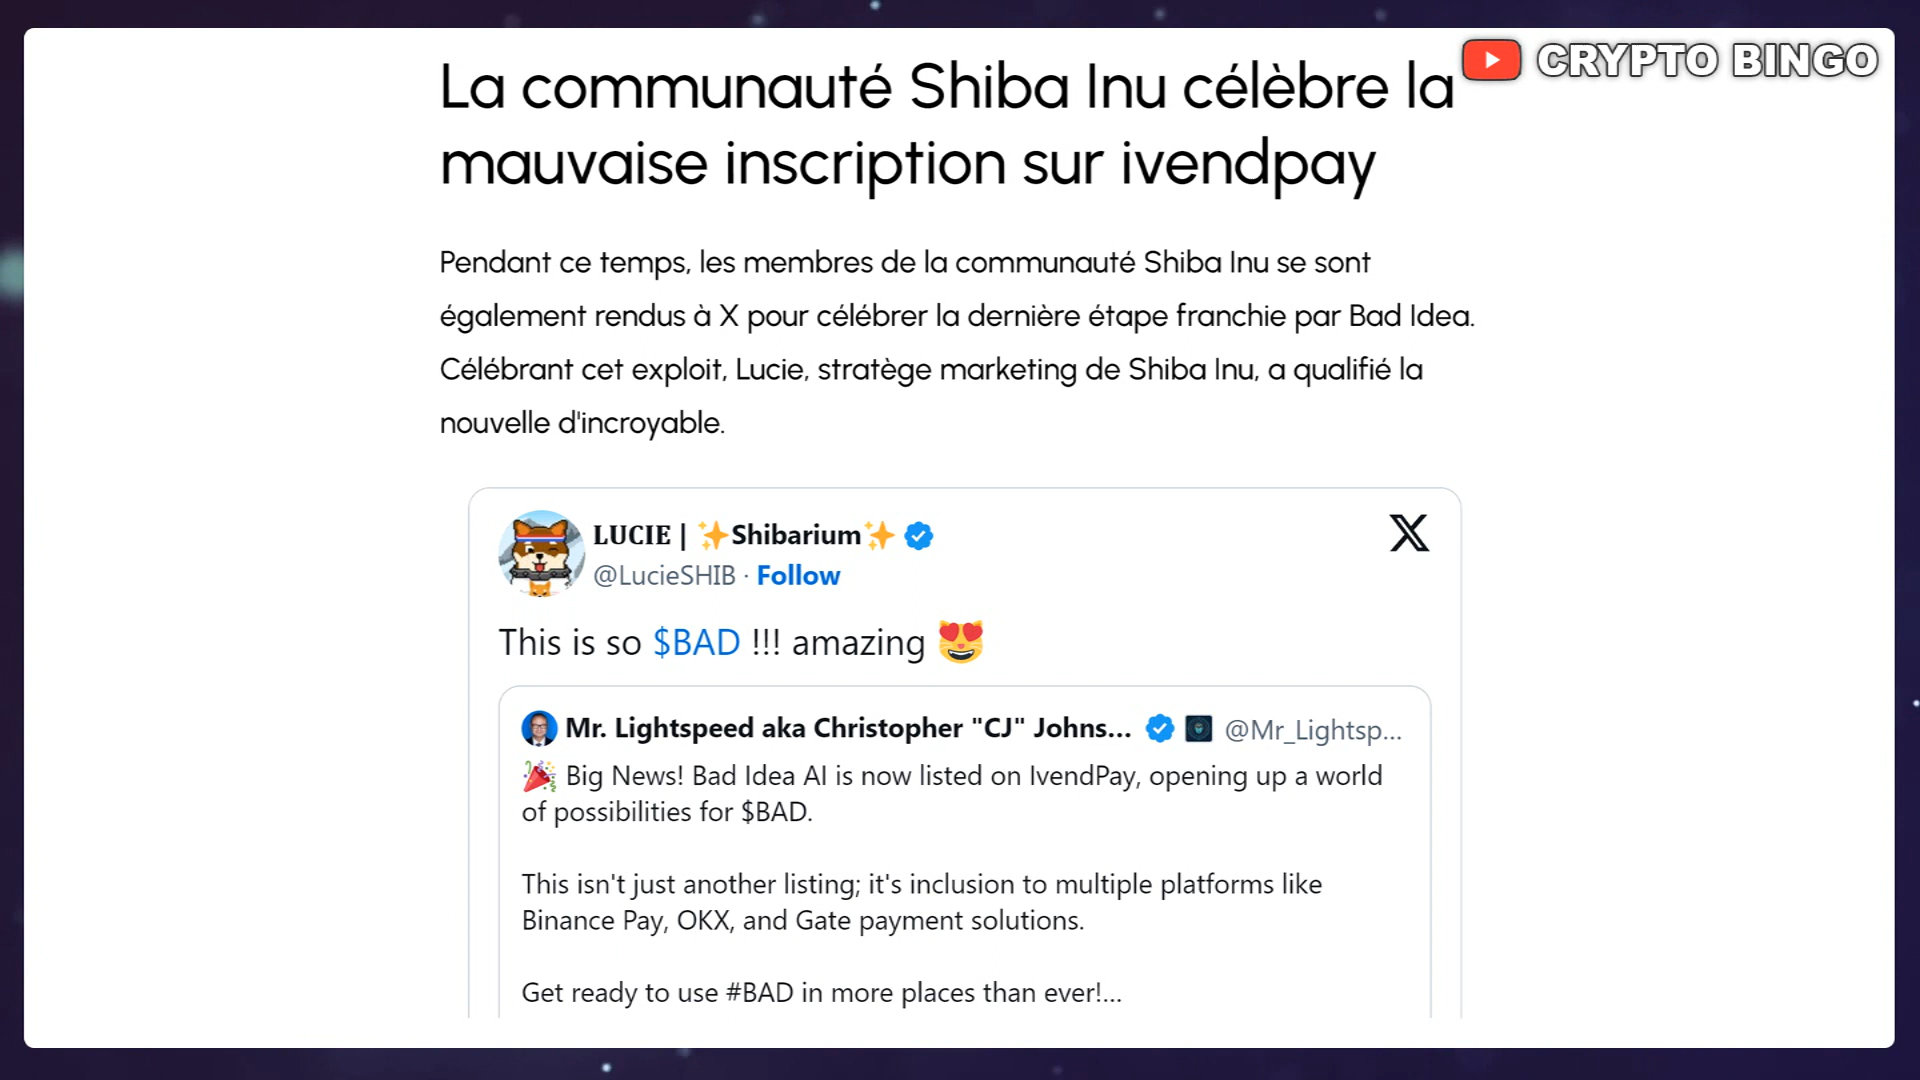 CRYPTO BINGO
La communauté Shiba Inu célèbre la
mauvaise inscription sur ivendpay
Pendant ce temps, les membres de la communauté Shiba Inu se sont
également rendus à X pour célébrer la dernière étape franchie par Bad Idea.
Célébrant cet exploit, Lucie, stratège marketing de Shiba Inu, a qualifié la
nouvelle d'incroyable.
LUCIE | ✨Shibarium✨
@LucieSHIB · Follow
This is so $BAD !!! amazing 😻
Mr. Lightspeed aka Christopher "CJ" Johns... @Mr_Lightsp...
🎉 Big News! Bad Idea AI is now listed on IvendPay, opening up a world
of possibilities for $BAD.
This isn't just another listing; it's inclusion to multiple platforms like
Binance Pay, OKX, and Gate payment solutions.
Get ready to use #BAD in more places than ever!...